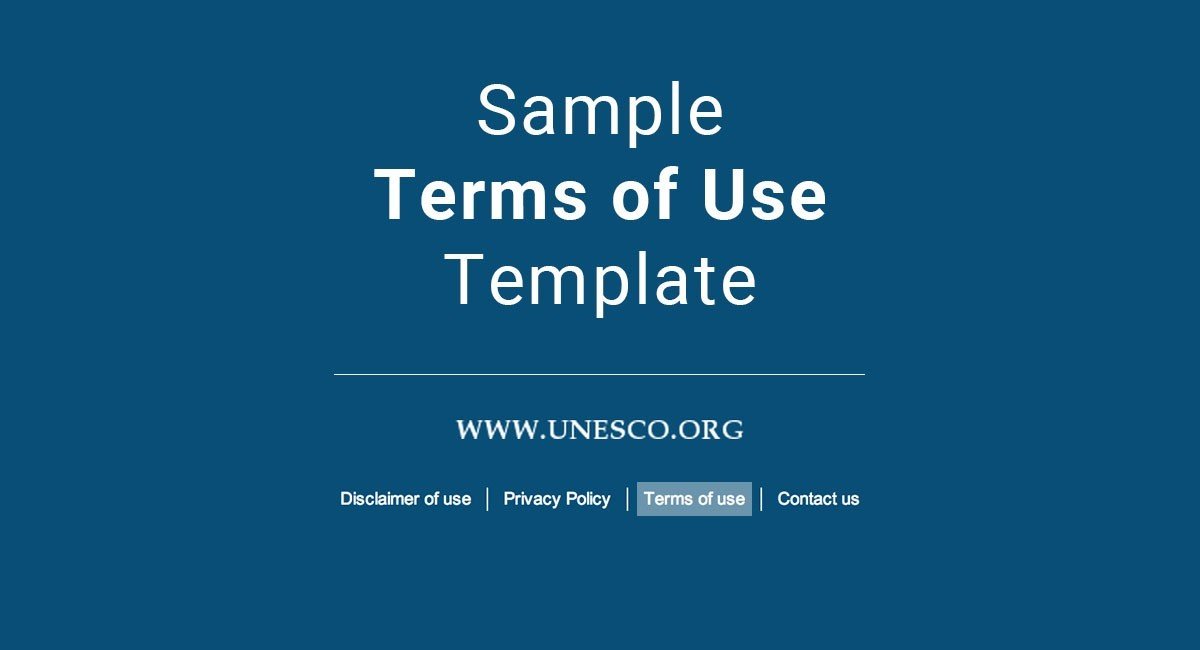 Sample
Terms of Use
Template
WWW.UNESCO.ORG
Disclaimer of use | Privacy Policy | Terms of use | Contact us